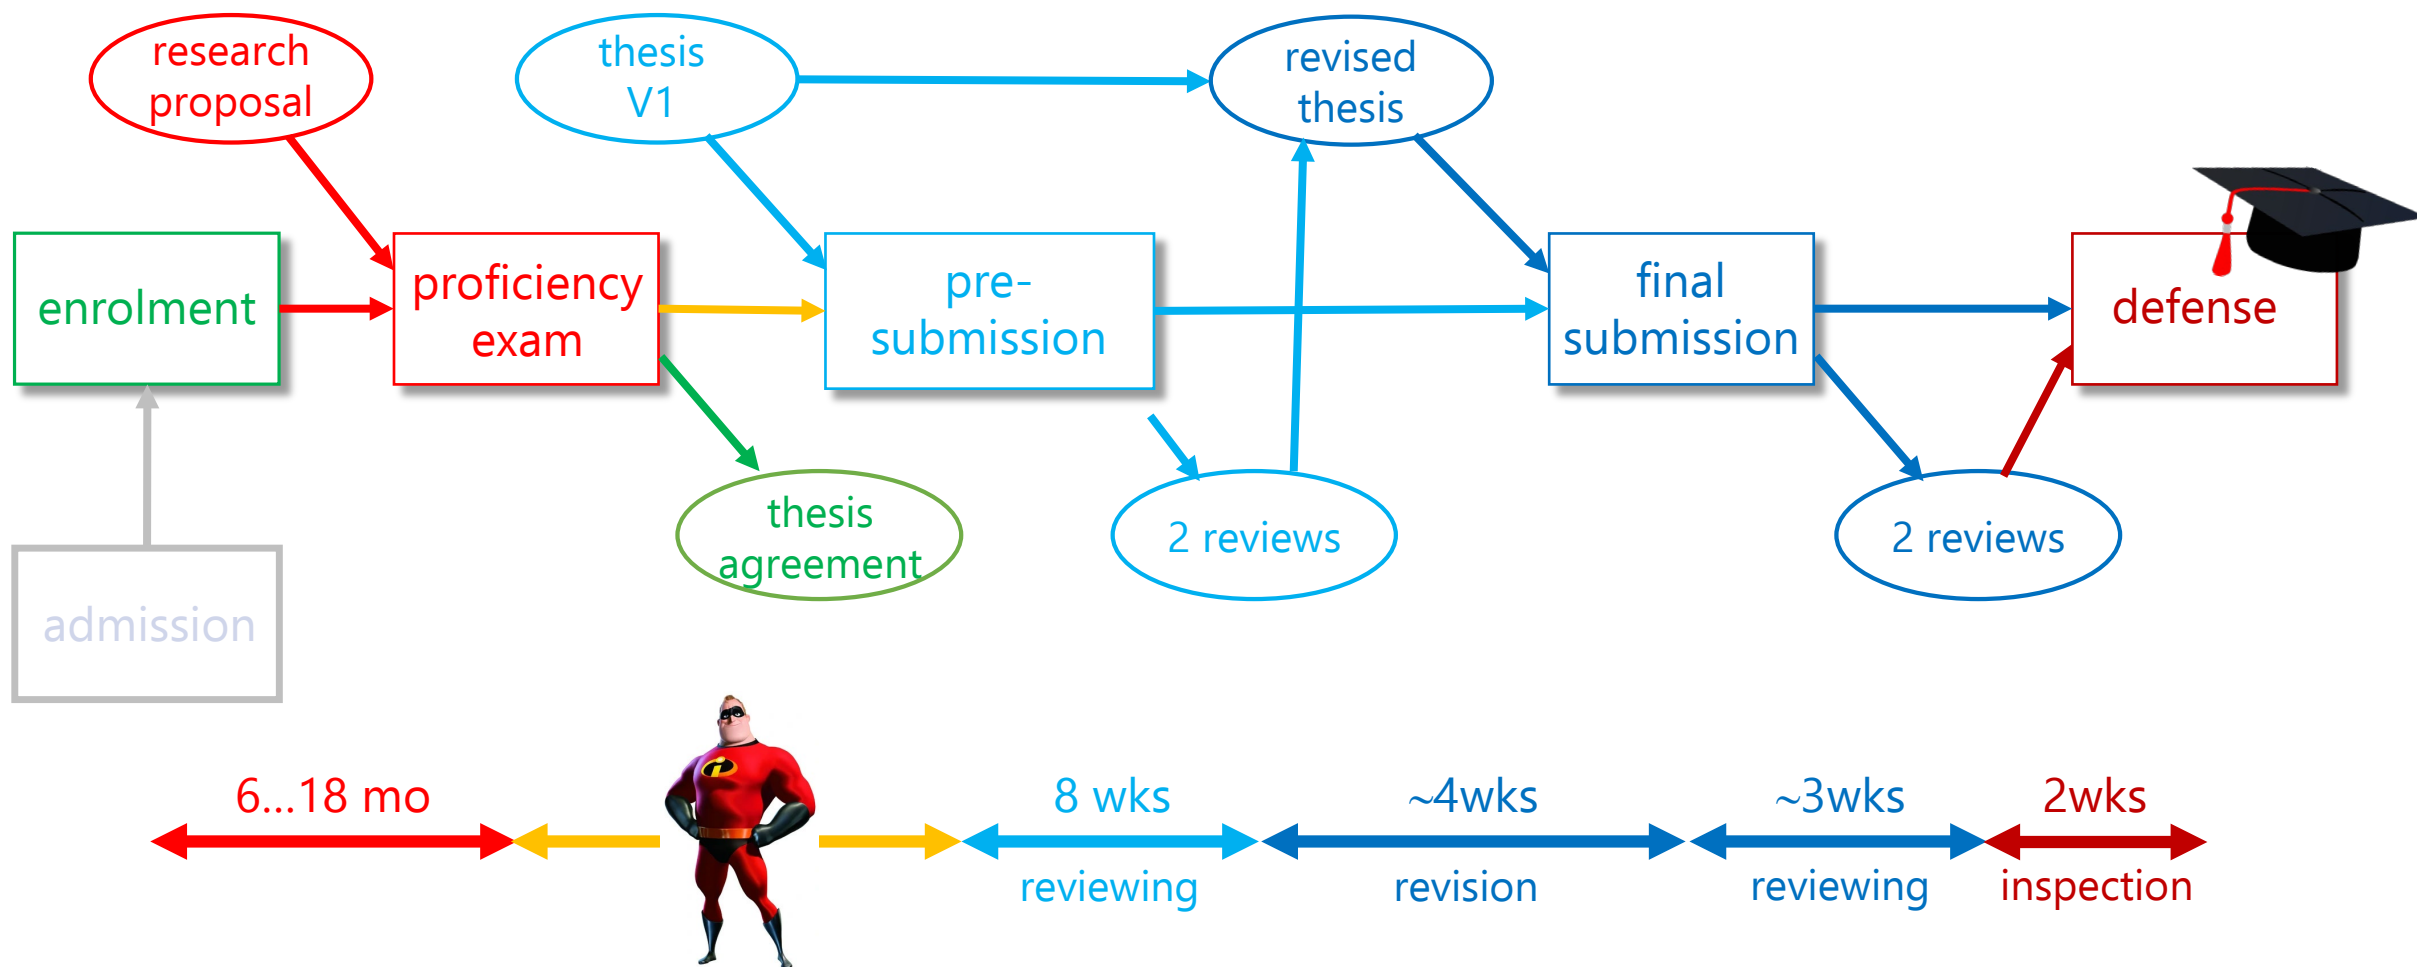 research
proposal
thesis
V1
revised
thesis
enrolment
proficiency
exam
pre-
submission
final
submission
defense
thesis
agreement
2 reviews
2 reviews
admission
6...18 mo
8 wks
~4wks
~3wks
2wks
reviewing
revision
reviewing
inspection